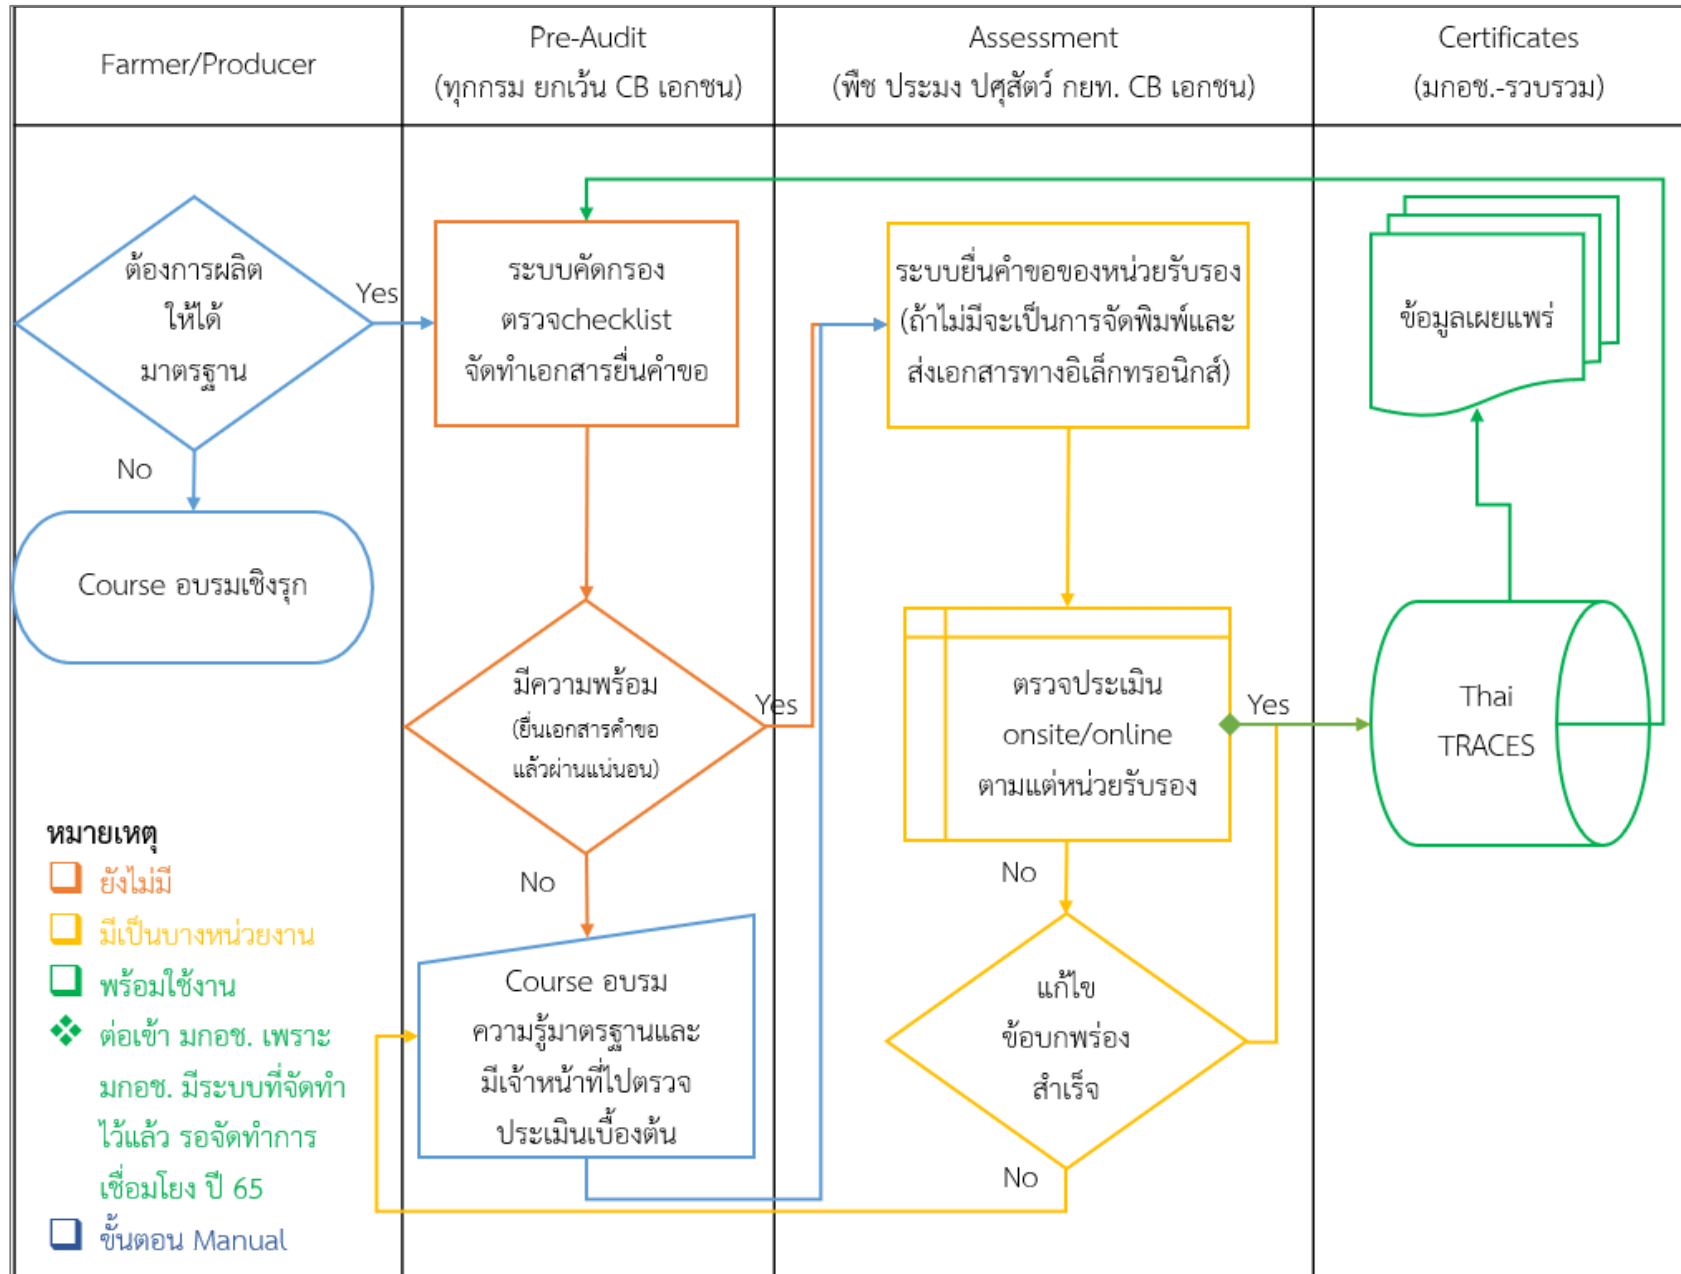 Farmer/Producer
Pre-Audit
(ทุกกรม ยกเว้น CB เอกชน)
Assessment
(พืช ประมง ปศุสัตว์ กยท. CB เอกชน)
Certificates
(มกอช.-รวบรวม)
ต้องการผลิต
ให้ได้
มาตรฐาน
Yes
No
Course อบรมเชิงรุก
ระบบคัดกรอง
ตรวจchecklist
จัดทำเอกสารยื่นคำขอ
มีความพร้อม
(ยื่นเอกสารคำขอ
แล้วผ่านแน่นอน)
Yes
No
Course อบรม
ความรู้มาตรฐานและ
มีเจ้าหน้าที่ไปตรวจ
ประเมินเบื้องต้น
ระบบยื่นคำขอของหน่วยรับรอง
(ถ้าไม่มีจะเป็นการจัดพิมพ์และ
ส่งเอกสารทางอิเล็กทรอนิกส์)
ตรวจประเมิน
onsite/online
ตามแต่หน่วยรับรอง
Yes
No
แก้ไข
ข้อบกพร่อง
สำเร็จ
No
ข้อมูลเผยแพร่
Thai
TRACES
หมายเหตุ
ยังไม่มี
มีเป็นบางหน่วยงาน
พร้อมใช้งาน
ต่อเข้า มกอช. เพราะ
มกอช. มีระบบที่จัดทำ
ไว้แล้ว รอจัดทำการ
เชื่อมโยง ปี 65
ขั้นตอน Manual